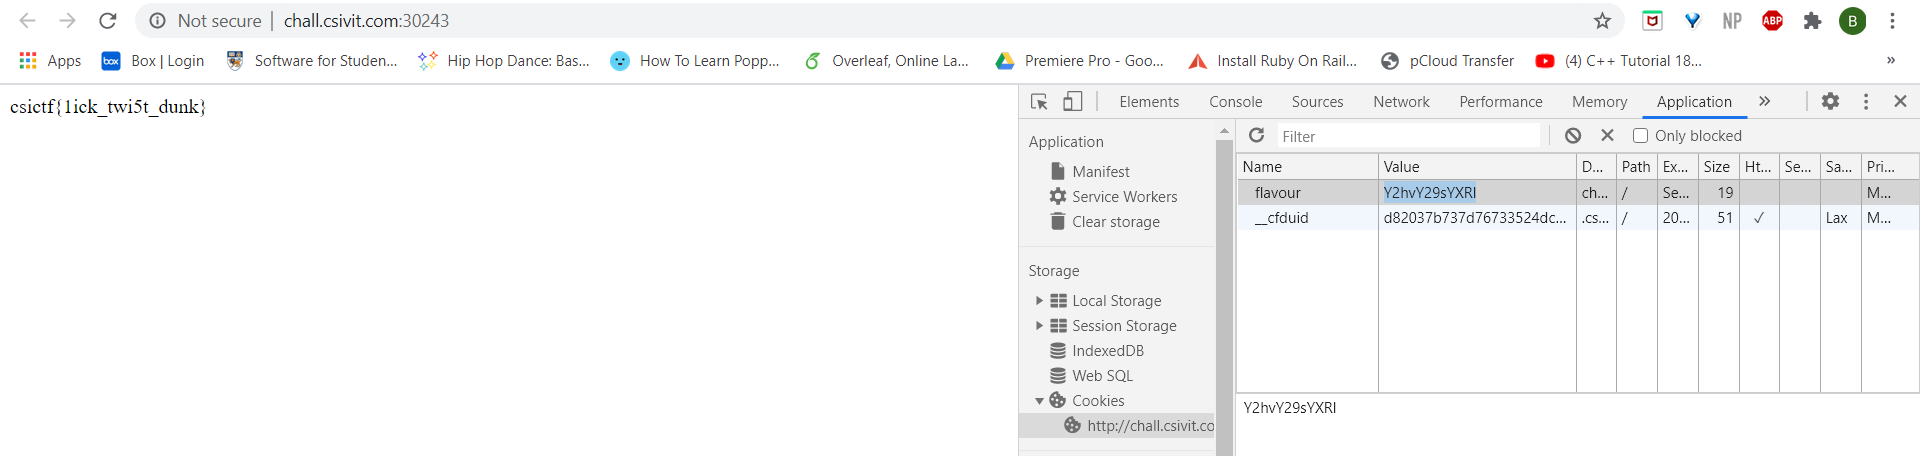 Not secure | chall.csivit.com:30243
NP ABP B
Apps box Box | Login Software for Studen... Hip Hop Dance: Bas... How To Learn Popp... Overleaf, Online La... Premiere Pro - Goo... Install Ruby On Rail... pCloud Transfer (4) C++ Tutorial 18... »
csictf{1ick_twi5t_dunk}
Elements Console Sources Network Performance Memory Application »
Application
Manifest
Service Workers
Clear storage
Storage
Local Storage
Session Storage
IndexedDB
Web SQL
Cookies
http://chall.csivit.co
Filter Only blocked
Name Value D... Path Ex... Size Ht... Se... Sa... Pri...
flavour Y2hvY29sYXRl ch... / Se... 19 M...
__cfduid d82037b737d76733524dc... .cs... / 20... 51 ✓ Lax M...
Y2hvY29sYXRl